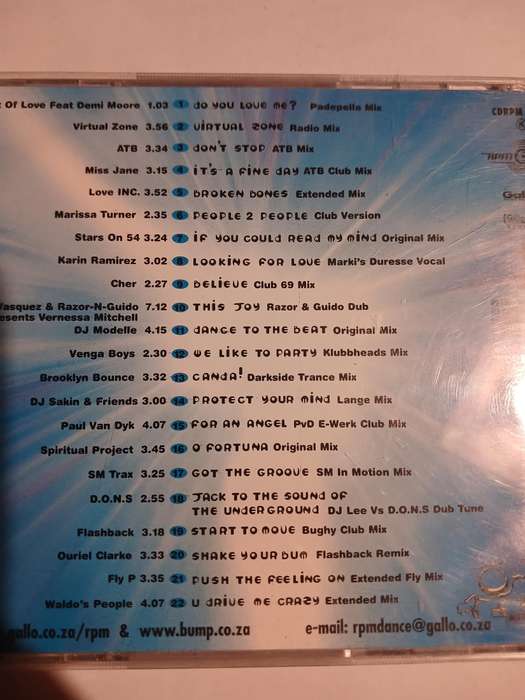 Of Love Feat Demi Moore 1.03 1 DO YOU LOVE ME? Padepella Mix
CDRPM
Virtual Zone 3.56 2 VIRTUAL ZONE Radio Mix
ATB 3.34 3 DON'T STOP ATB Mix
RPM
Miss Jane 3.15 4 IT'S A FINE DAY ATB Club Mix
Love INC. 3.52 5 BROKEN BONES Extended Mix
Gal
Marissa Turner 2.35 6 PEOPLE 2 PEOPLE Club Version
Stars On 54 3.24 7 IF YOU COULD READ MY MIND Original Mix
Karin Ramirez 3.02 8 LOOKING FOR LOVE Marki's Duresse Vocal
Cher 2.27 9 BELIEVE Club 69 Mix
Vasquez & Razor-N-Guido 7.12 10 THIS JOY Razor & Guido Dub
esents Vernessa Mitchell
DJ Modelle 4.15 11 DANCE TO THE BEAT Original Mix
Venga Boys 2.30 12 WE LIKE TO PARTY Klubbheads Mix
Brooklyn Bounce 3.32 13 CANDA! Darkside Trance Mix
DJ Sakin & Friends 3.00 14 PROTECT YOUR MIND Lange Mix
Paul Van Dyk 4.07 15 FOR AN ANGEL PvD E-Werk Club Mix
Spiritual Project 3.45 16 O FORTUNA Original Mix
SM Trax 3.25 17 GOT THE GROOVE SM In Motion Mix
D.O.N.S 2.55 18 JACK TO THE SOUND OF
THE UNDERGROUND DJ Lee Vs D.O.N.S Dub Tune
Flashback 3.18 19 START TO MOVE Bughy Club Mix
Ouriel Clarke 3.33 20 SHAKE YOUR BUM Flashback Remix
Fly P 3.35 21 PUSH THE FEELING ON Extended Fly Mix
Waldo's People 4.07 22 U DRIVE ME CRAZY Extended Mix
gallo.co.za/rpm & www.bump.co.za e-mail: rpmdance@gallo.co.za